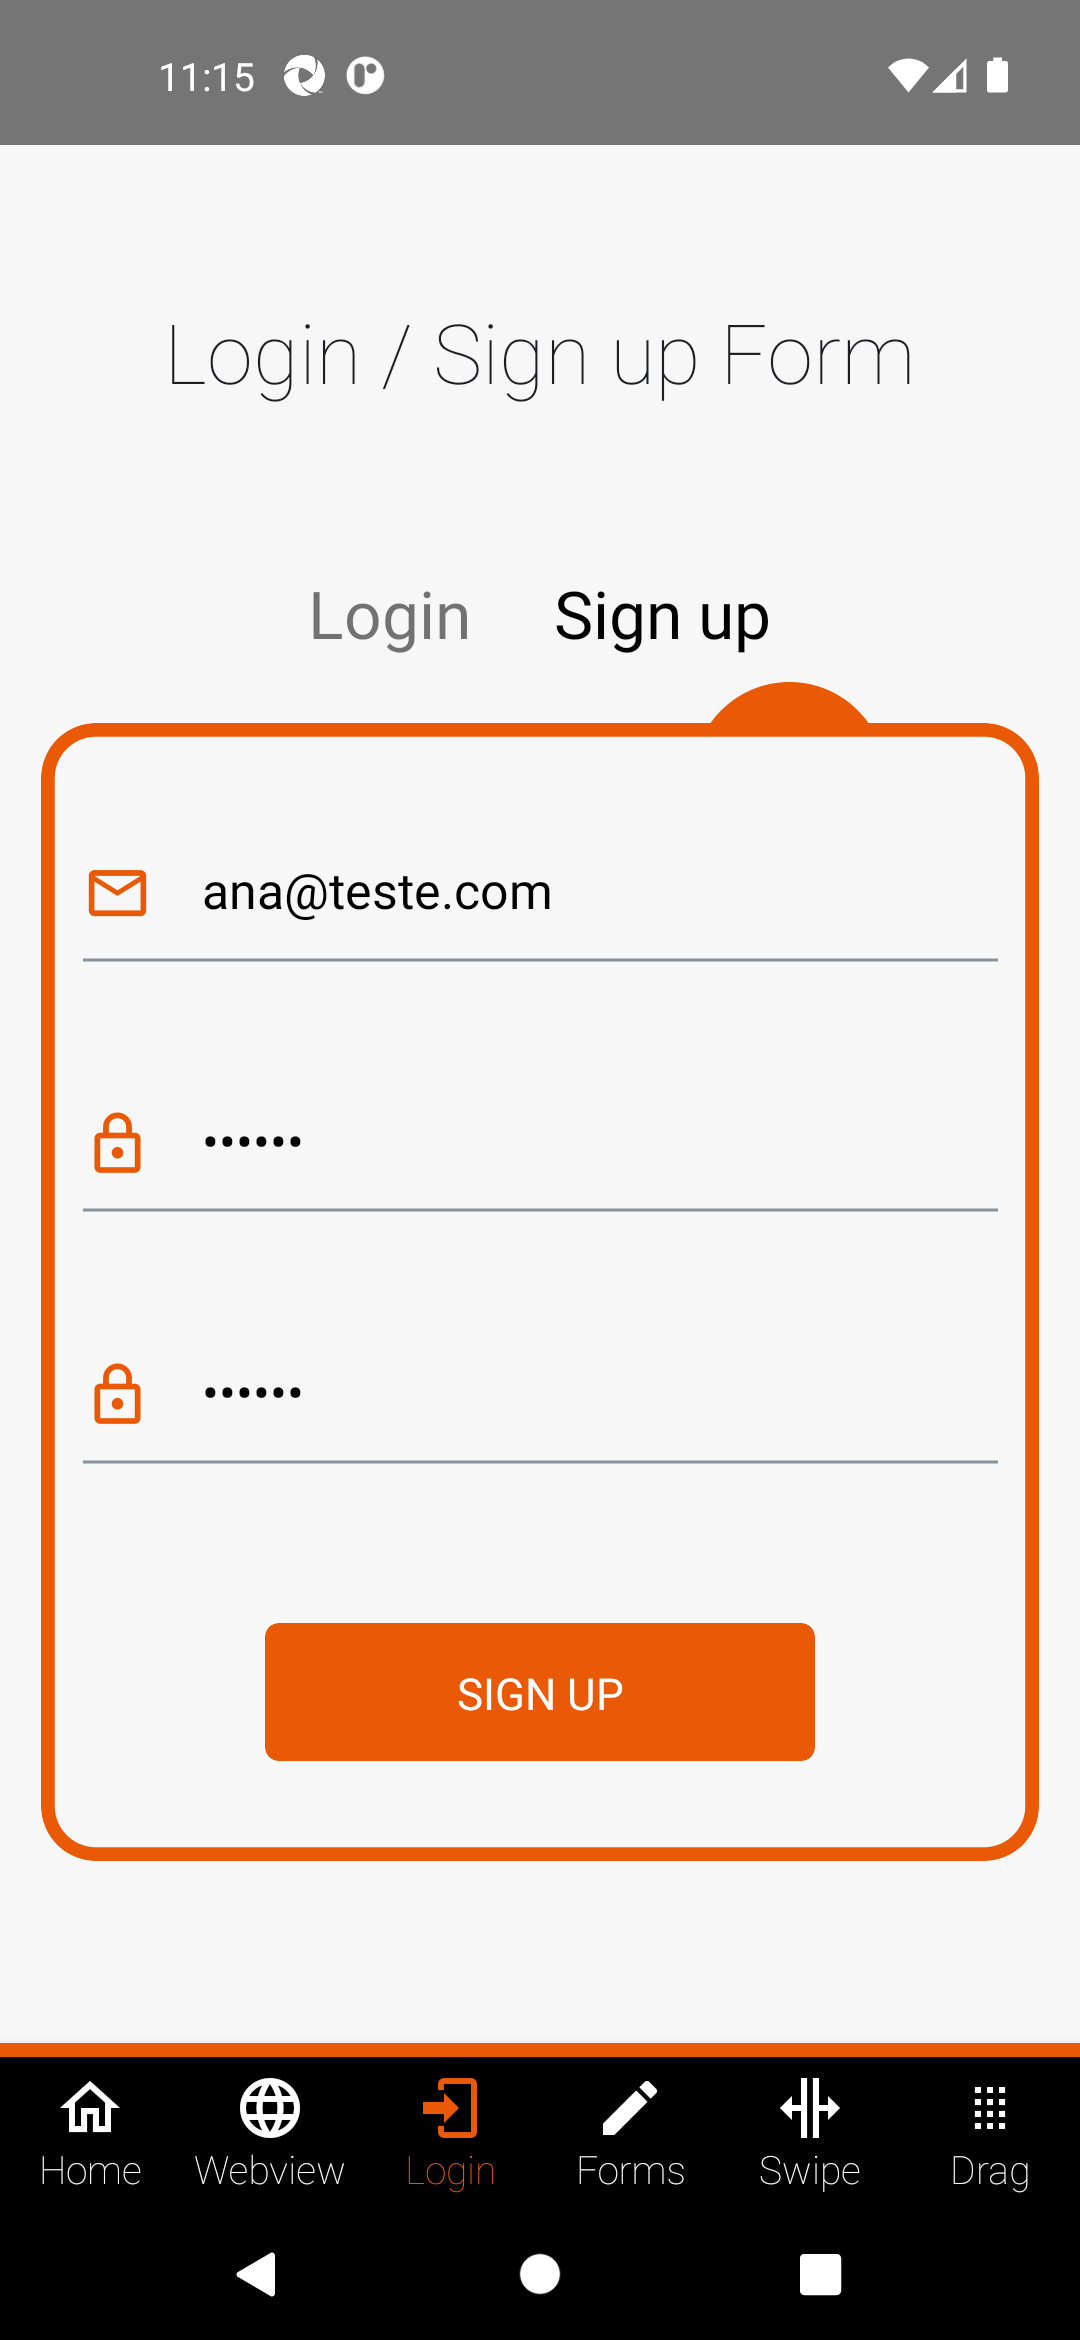 11:15
Login / Sign up Form
Login Sign up
ana@teste.com
••••••
••••••
SIGN UP
Home Webview Login Forms Swipe Drag